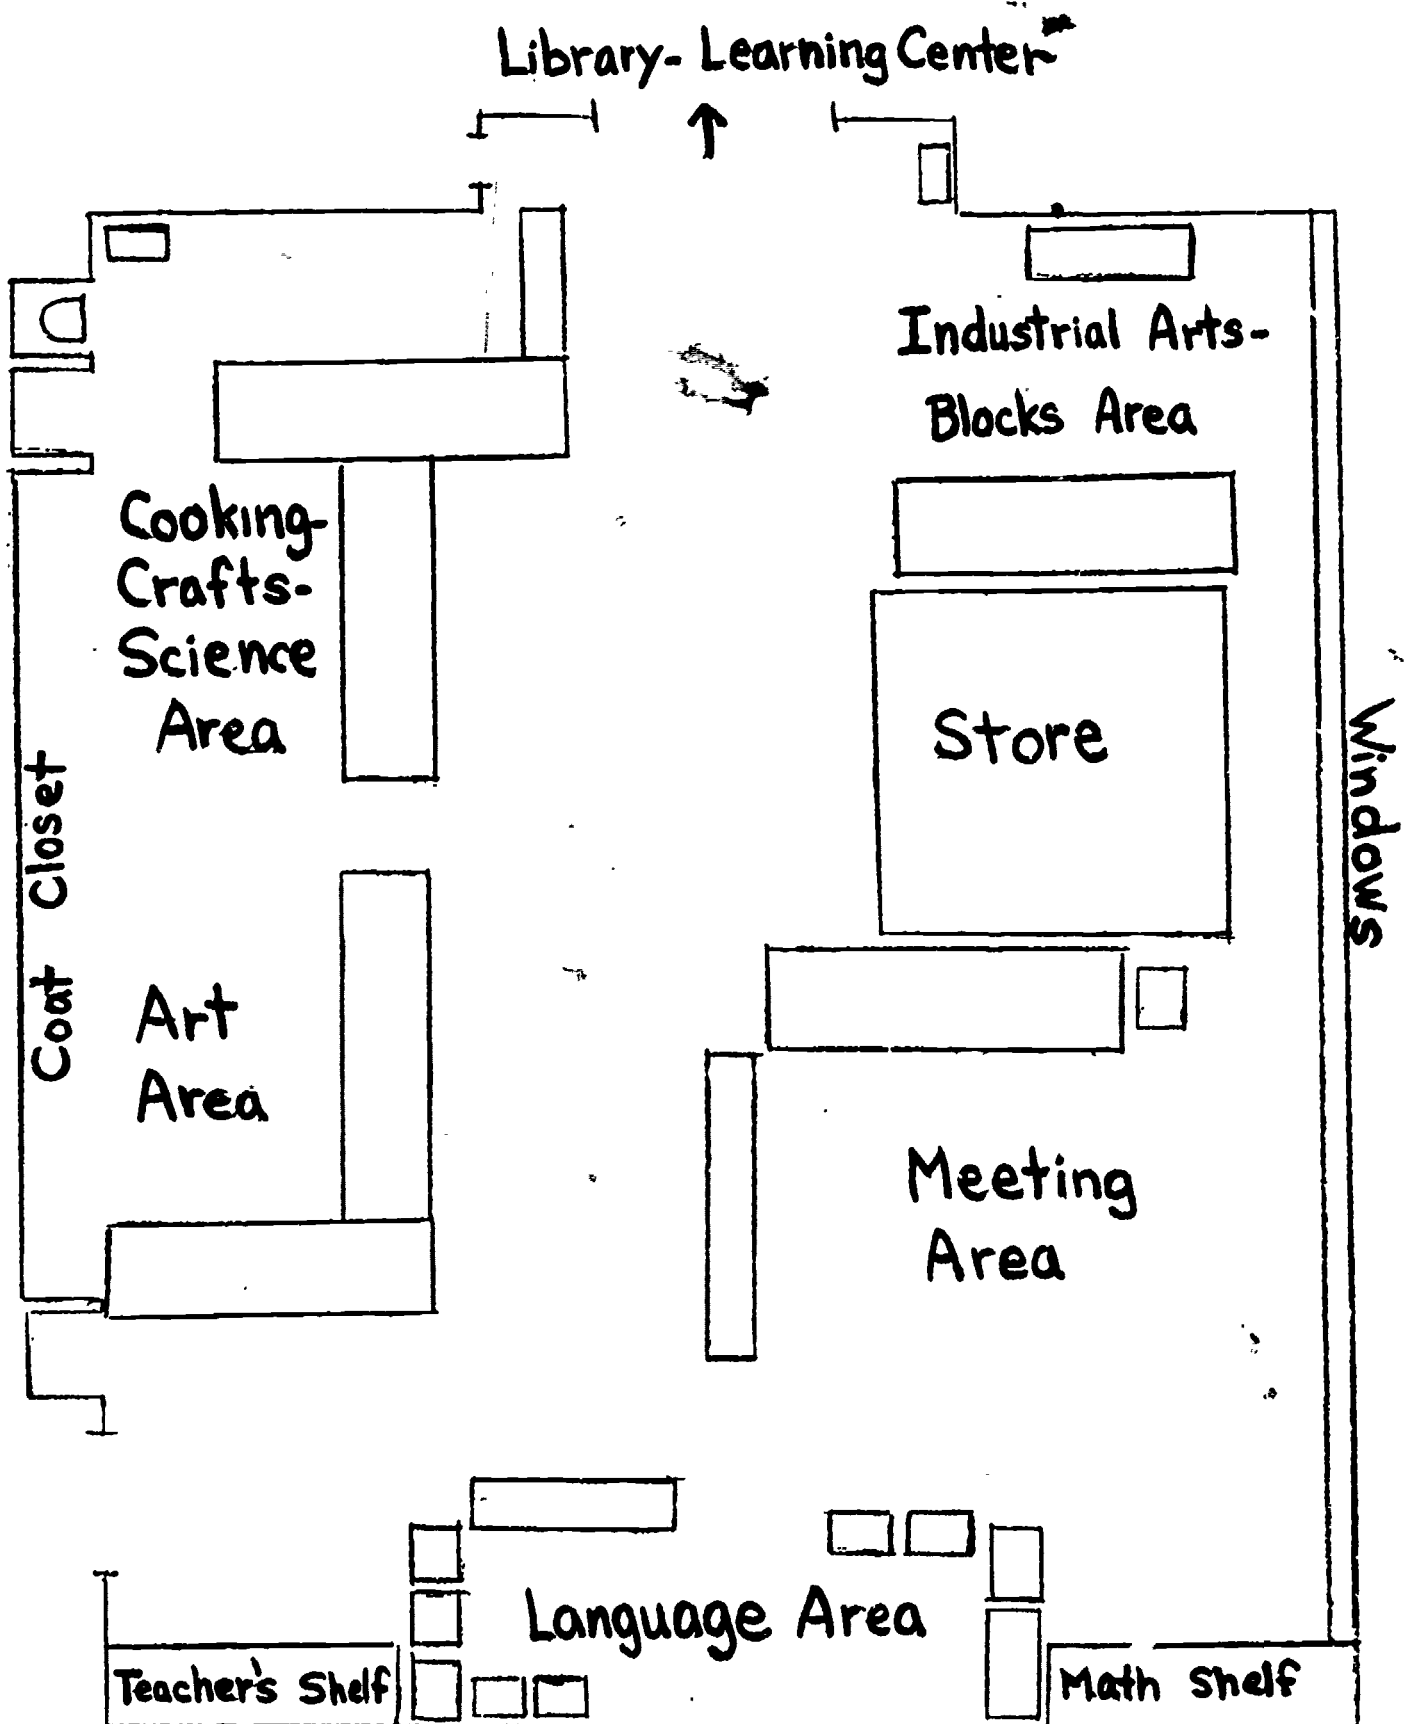 Library- Learning Center
Industrial Arts-
Blocks Area
Cooking-
Crafts-
Science
Area
Store
Windows
Coat Closet
Art
Area
Meeting
Area
Language Area
Teacher's Shelf
Math Shelf